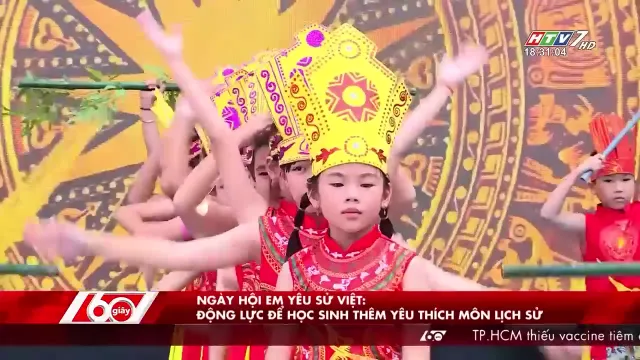 HTV7 HD
18:31:04
60 giây
NGÀY HỘI EM YÊU SỬ VIỆT:
ĐỘNG LỰC ĐỂ HỌC SINH THÊM YÊU THÍCH MÔN LỊCH SỬ
60 TP.HCM thiếu vaccine tiêm